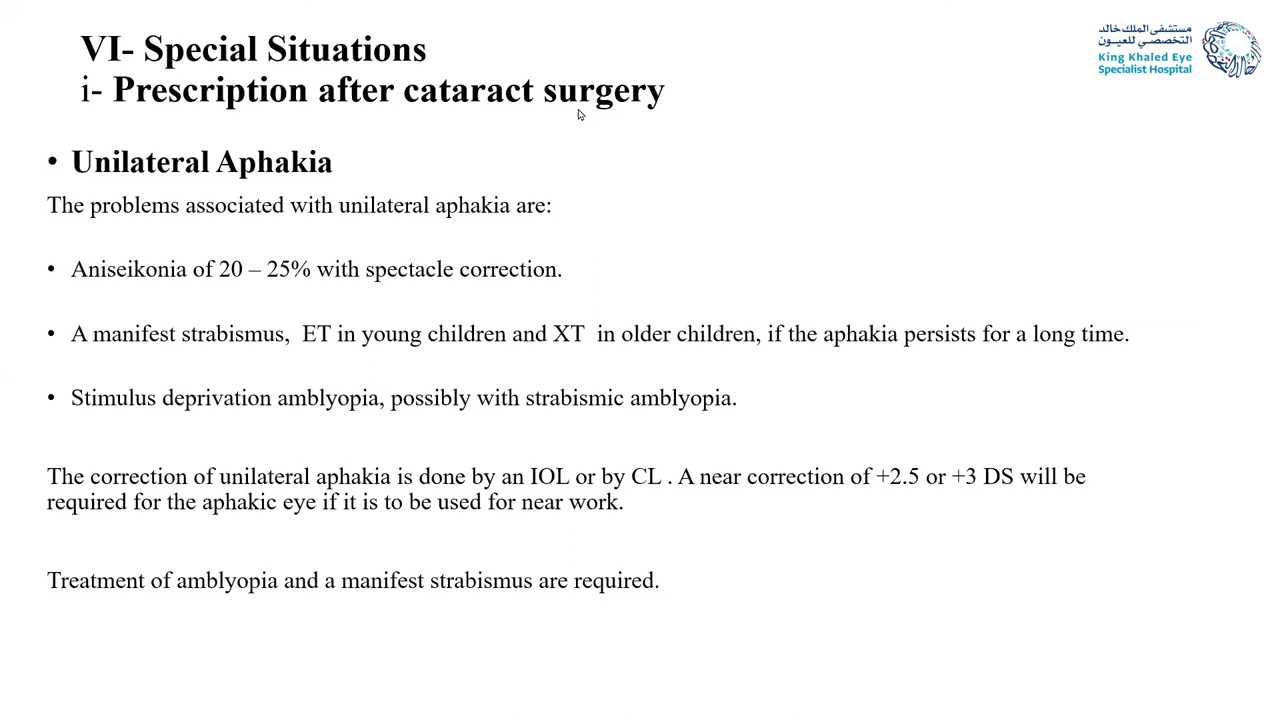 VI- Special Situations
i- Prescription after cataract surgery
مستشفى الملك خالد
التخصصي للعيــون
King Khaled Eye
Specialist Hospital
• Unilateral Aphakia
The problems associated with unilateral aphakia are:
• Aniseikonia of 20 – 25% with spectacle correction.
• A manifest strabismus,  ET in young children and XT  in older children, if the aphakia persists for a long time.
• Stimulus deprivation amblyopia, possibly with strabismic amblyopia.
The correction of unilateral aphakia is done by an IOL or by CL . A near correction of +2.5 or +3 DS will be
required for the aphakic eye if it is to be used for near work.
Treatment of amblyopia and a manifest strabismus are required.